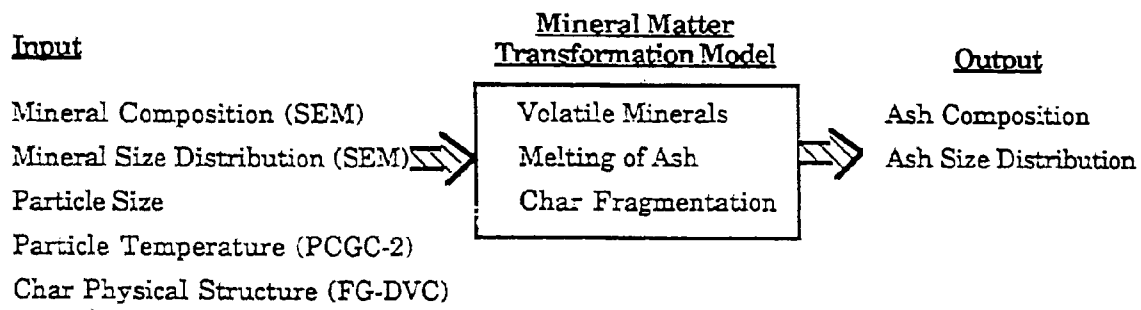 Input
Mineral Matter
Transformation Model
Output
Mineral Composition (SEM)
Mineral Size Distribution (SEM)
Particle Size
Particle Temperature (PCGC-2)
Char Physical Structure (FG-DVC)
Volatile Minerals
Melting of Ash
Char Fragmentation
Ash Composition
Ash Size Distribution